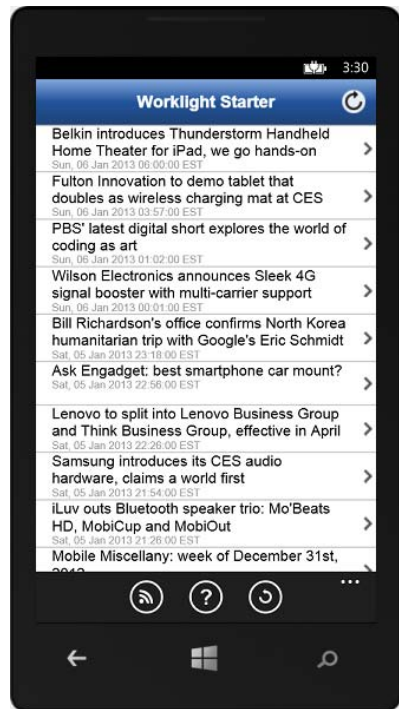 3:30
Worklight Starter
Belkin introduces Thunderstorm Handheld
Home Theater for iPad, we go hands-on
Sun, 06 Jan 2013 06:00:00 EST
Fulton Innovation to demo tablet that
doubles as wireless charging mat at CES
Sun, 06 Jan 2013 03:57:00 EST
PBS' latest digital short explores the world of
coding as art
Sun, 06 Jan 2013 01:02:00 EST
Wilson Electronics announces Sleek 4G
signal booster with multi-carrier support
Sun, 06 Jan 2013 00:01:00 EST
Bill Richardson's office confirms North Korea
humanitarian trip with Google's Eric Schmidt
Sat, 05 Jan 2013 23:18:00 EST
Ask Engadget: best smartphone car mount?
Sat, 05 Jan 2013 22:56:00 EST
Lenovo to split into Lenovo Business Group
and Think Business Group, effective in April
Sat, 05 Jan 2013 22:26:00 EST
Samsung introduces its CES audio
hardware, claims a world first
Sat, 05 Jan 2013 21:54:00 EST
iLuv outs Bluetooth speaker trio: Mo'Beats
HD, MobiCup and MobiOut
Sat, 05 Jan 2013 21:26:00 EST
Mobile Miscellany: week of December 31st,